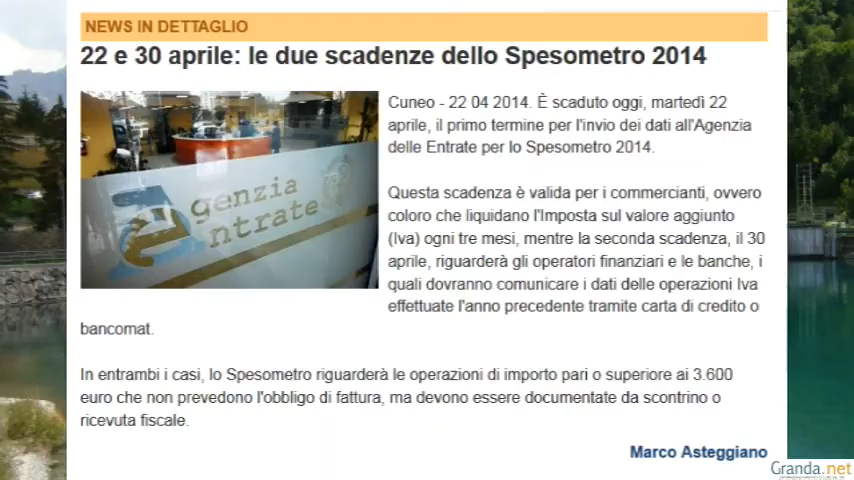 NEWS IN DETTAGLIO
22 e 30 aprile: le due scadenze dello Spesometro 2014
genzia
ntrate
Cuneo - 22 04 2014. È scaduto oggi, martedì 22
aprile, il primo termine per l'invio dei dati all'Agenzia
delle Entrate per lo Spesometro 2014.
Questa scadenza è valida per i commercianti, ovvero
coloro che liquidano l'Imposta sul valore aggiunto
(Iva) ogni tre mesi, mentre la seconda scadenza, il 30
aprile, riguarderà gli operatori finanziari e le banche, i
quali dovranno comunicare i dati delle operazioni Iva
effettuate l'anno precedente tramite carta di credito o
bancomat.
In entrambi i casi, lo Spesometro riguarderà le operazioni di importo pari o superiore ai 3.600
euro che non prevedono l'obbligo di fattura, ma devono essere documentate da scontrino o
ricevuta fiscale.
Marco Asteggiano
Granda.net